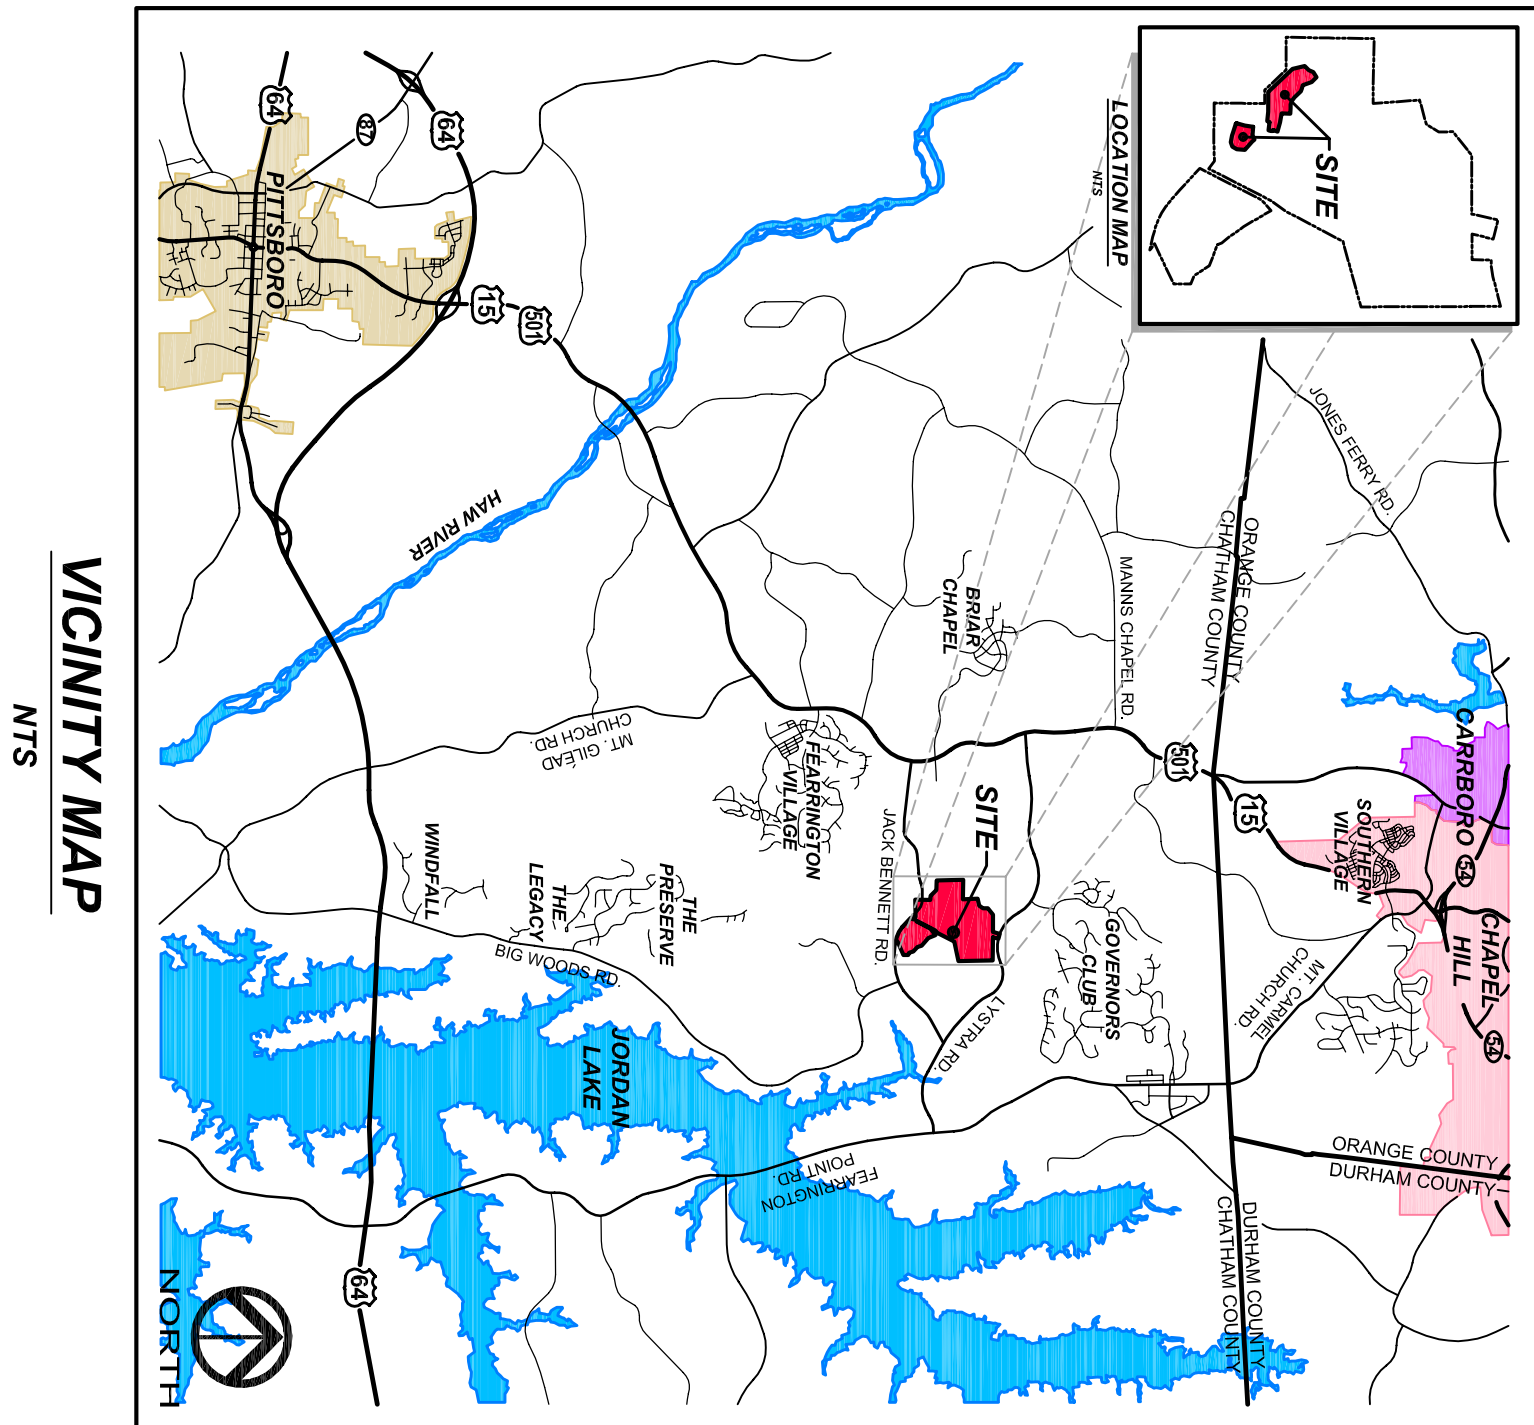 SITE
LOCATION MAP
NTS
JONES FERRY RD.
ORANGE COUNTY
CHATHAM COUNTY
MANNS CHAPEL RD.
CARRBORO
54
SOUTHERN
VILLAGE
CHAPEL
HILL
54
501
15
MT. CARMEL
CHURCH RD.
ORANGE COUNTY
DURHAM COUNTY
DURHAM COUNTY
CHATHAM COUNTY
BRIAR
CHAPEL
SITE
GOVERNORS
CLUB
LYSTRA RD.
JACK BENNETT RD.
FEARRINGTON
VILLAGE
FEARRINGTON
POINT RD.
THE
PRESERVE
THE
LEGACY
WINDFALL
BIG WOODS RD.
JORDAN
LAKE
MT. GILEAD
CHURCH RD.
HAW RIVER
64
87
64
PITTSBORO
15
501
64
NORTH
VICINITY MAP
NTS